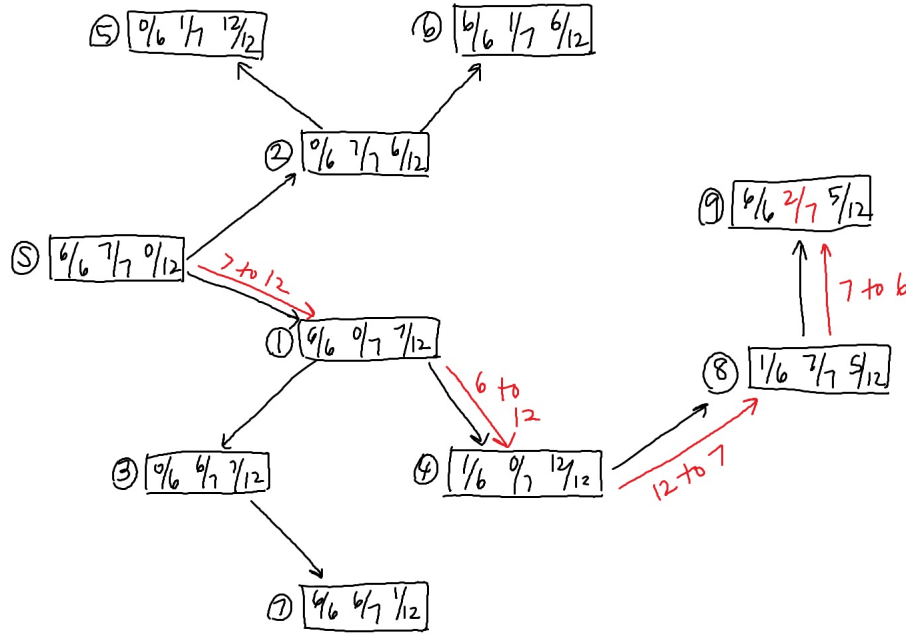 ⑤ 0/6 1/7 12/12
⑥ 6/6 1/7 6/12
② 0/6 7/7 6/12
⑨ 6/6 2/7 5/12
Ⓢ 6/6 7/7 0/12
7 to 12
7 to 6
① 6/6 0/7 7/12
⑧ 1/6 7/7 5/12
6 to
12
③ 0/6 6/7 7/12
④ 1/6 0/7 12/12
12 to 7
⑦ 6/6 6/7 1/12